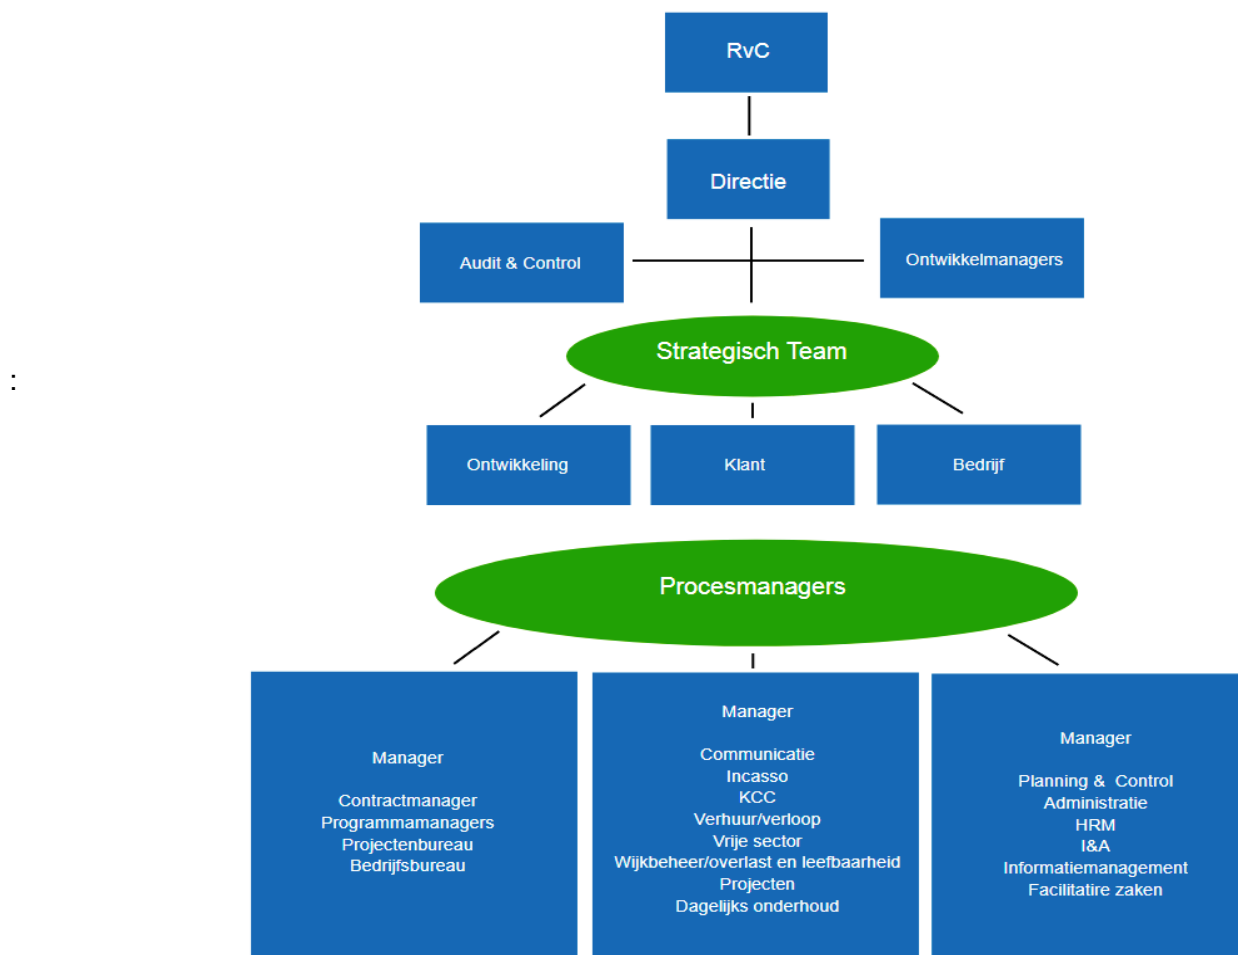 RvC
Directie
Audit & Control
Ontwikkelmanagers
Strategisch Team
:
Ontwikkeling
Klant
Bedrijf
Procesmanagers
Manager
Contractmanager
Programmamanagers
Projectenbureau
Bedrijfsbureau
Manager
Communicatie
Incasso
KCC
Verhuur/verloop
Vrije sector
Wijkbeheer/overlast en leefbaarheid
Projecten
Dagelijks onderhoud
Manager
Planning & Control
Administratie
HRM
I&A
Informatiemanagement
Facilitatire zaken